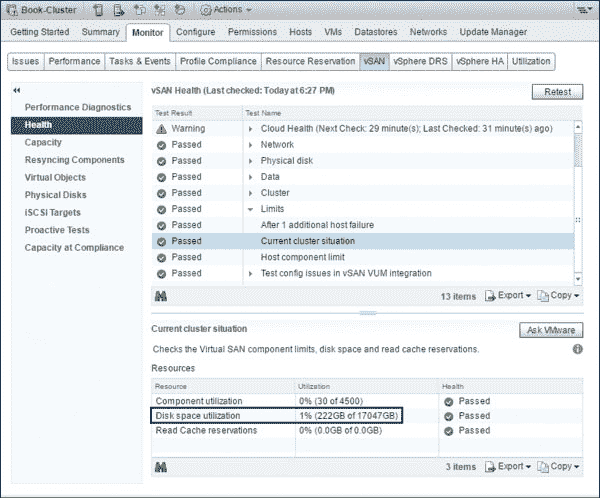 Book-Cluster Actions
Getting Started Summary Monitor Configure Permissions Hosts VMs Datastores Networks Update Manager
Issues Performance Tasks & Events Profile Compliance Resource Reservation vSAN vSphere DRS vSphere HA Utilization
vSAN Health (Last checked: Today at 6:27 PM) Retest
Performance Diagnostics
Health
Capacity
Resyncing Components
Virtual Objects
Physical Disks
iSCSI Targets
Proactive Tests
Capacity at Compliance
Test Result Test Name
Warning Cloud Health (Next Check: 29 minute(s); Last Checked: 31 minute(s) ago)
Passed Network
Passed Physical disk
Passed Data
Passed Cluster
Passed Limits
Passed After 1 additional host failure
Passed Current cluster situation
Passed Host component limit
Passed Test config issues in vSAN VUM integration
13 items Export Copy
Current cluster situation Ask VMware
Checks the Virtual SAN component limits, disk space and read cache reservations.
Resources
Resource Utilization Health
Component utilization 0% (30 of 4500) Passed
Disk space utilization 1% (222GB of 17047GB) Passed
Read Cache reservations 0% (0.0GB of 0.0GB) Passed
3 items Export Copy